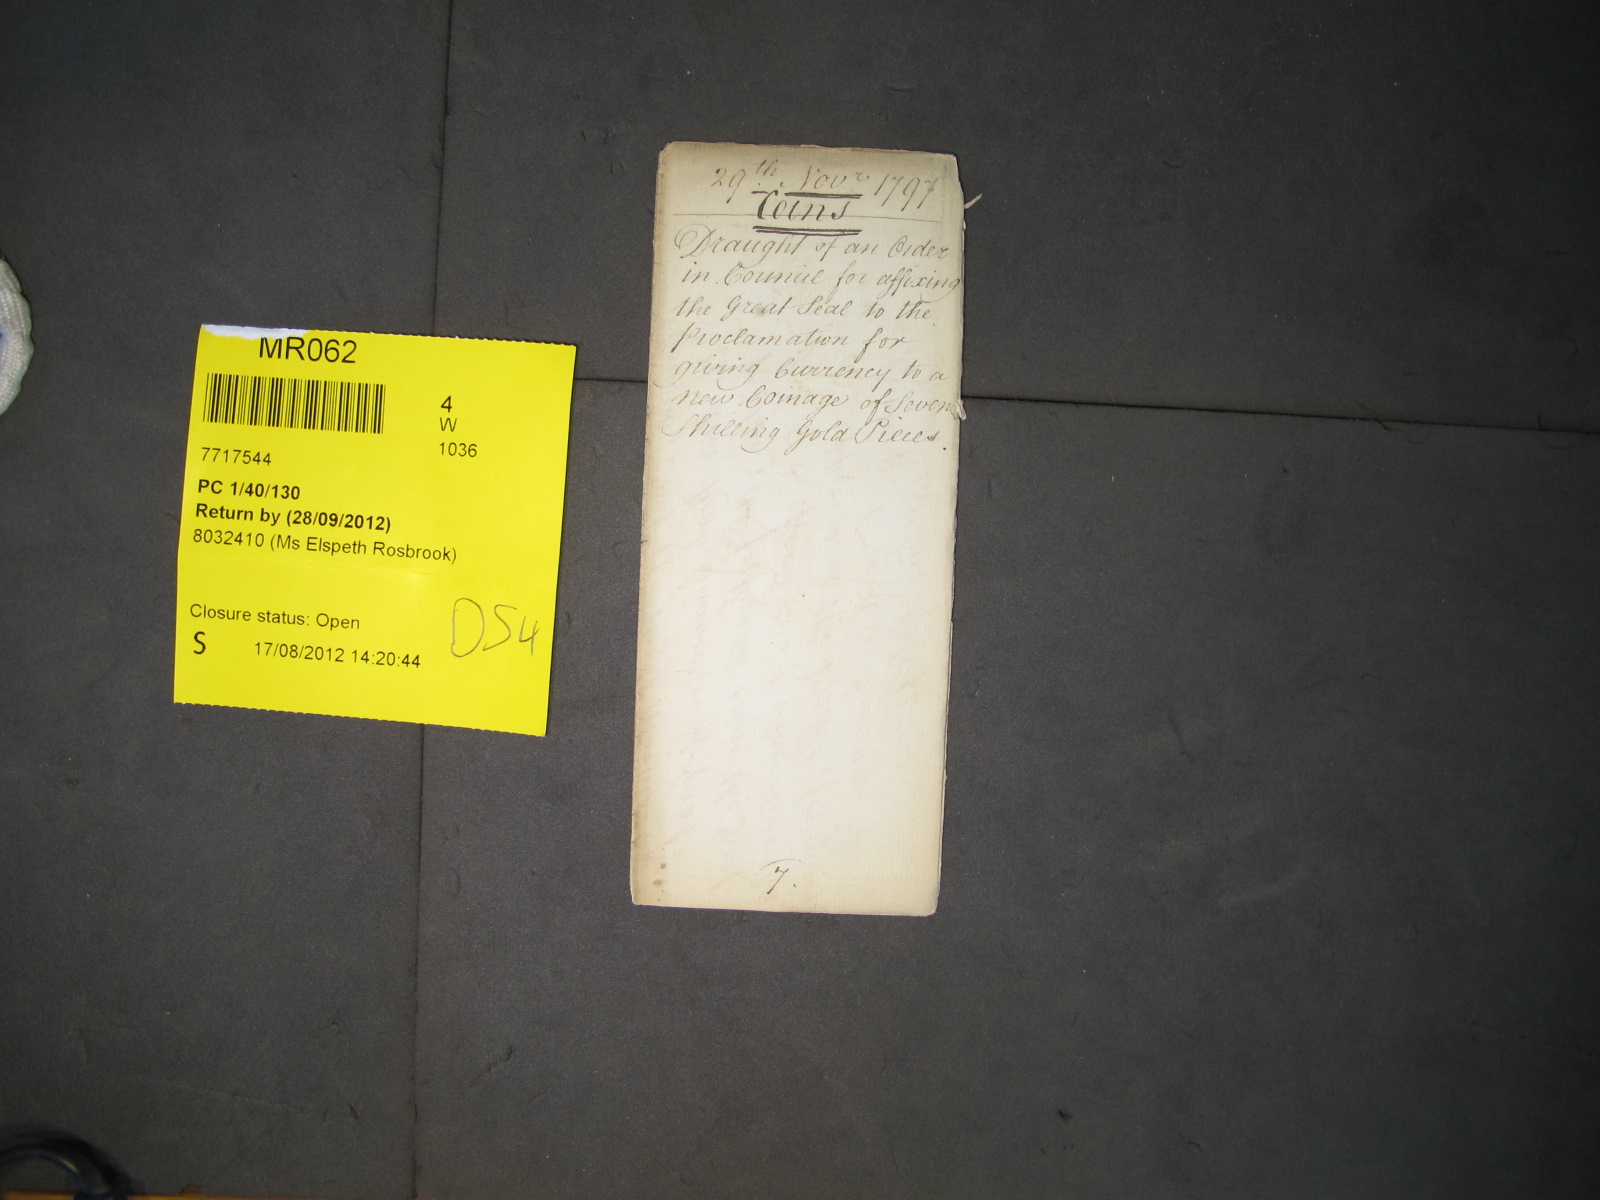 MR062
4
W
1036
7717544
PC 1/40/130
Return by (28/09/2012)
8032410 (Ms Elspeth Rosbrook)
Closure status: Open
DS4
S 17/08/2012 14:20:44
29th Novr 1797
Coins
Draught of an Order
in Council for affixing
the Great Seal to the
Proclamation for
giving Currency to a
new Coinage of Seven
Shilling Gold Pieces.
7.